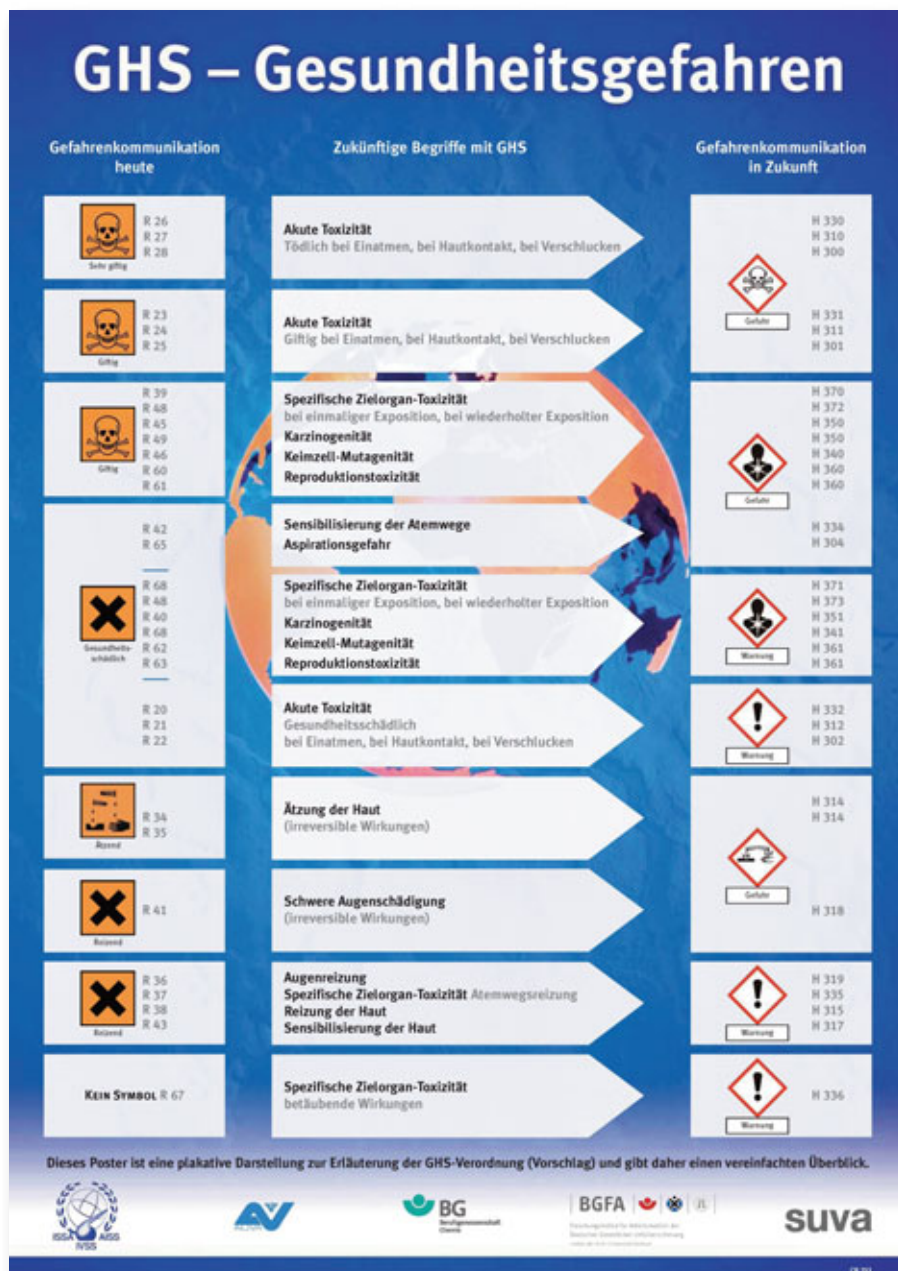 GHS – Gesundheitsgefahren
Gefahrenkommunikation
heute
Zukünftige Begriffe mit GHS
Gefahrenkommunikation
in Zukunft
R 26
R 27
R 28
Sehr giftig
Akute Toxizität
Tödlich bei Einatmen, bei Hautkontakt, bei Verschlucken
H 330
H 310
H 300
Gefahr
R 23
R 24
R 25
Giftig
Akute Toxizität
Giftig bei Einatmen, bei Hautkontakt, bei Verschlucken
H 331
H 311
H 301
R 39
R 48
R 45
R 49
R 46
R 60
R 61
Giftig
Spezifische Zielorgan-Toxizität
bei einmaliger Exposition, bei wiederholter Exposition
Karzinogenität
Keimzell-Mutagenität
Reproduktionstoxizität
H 370
H 372
H 350
H 350
H 340
H 360
H 360
Gefahr
R 42
R 65
Sensibilisierung der Atemwege
Aspirationsgefahr
H 334
H 304
R 68
R 48
R 40
R 68
R 62
R 63
Gesundheits-
schädlich
Spezifische Zielorgan-Toxizität
bei einmaliger Exposition, bei wiederholter Exposition
Karzinogenität
Keimzell-Mutagenität
Reproduktionstoxizität
H 371
H 373
H 351
H 341
H 361
H 361
Warnung
R 20
R 21
R 22
Akute Toxizität
Gesundheitsschädlich
bei Einatmen, bei Hautkontakt, bei Verschlucken
H 332
H 312
H 302
Warnung
R 34
R 35
Ätzend
Ätzung der Haut
(irreversible Wirkungen)
H 314
H 314
Gefahr
R 41
Reizend
Schwere Augenschädigung
(irreversible Wirkungen)
H 318
R 36
R 37
R 38
R 43
Reizend
Augenreizung
Spezifische Zielorgan-Toxizität Atemwegsreizung
Reizung der Haut
Sensibilisierung der Haut
H 319
H 335
H 315
H 317
Warnung
KEIN SYMBOL R 67
Spezifische Zielorgan-Toxizität
betäubende Wirkungen
H 336
Warnung
Dieses Poster ist eine plakative Darstellung zur Erläuterung der GHS-Verordnung (Vorschlag) und gibt daher einen vereinfachten Überblick.
ISSA AISS
IVSS
BG
Berufsgenossenschaft
Chemie
BGFA
suva